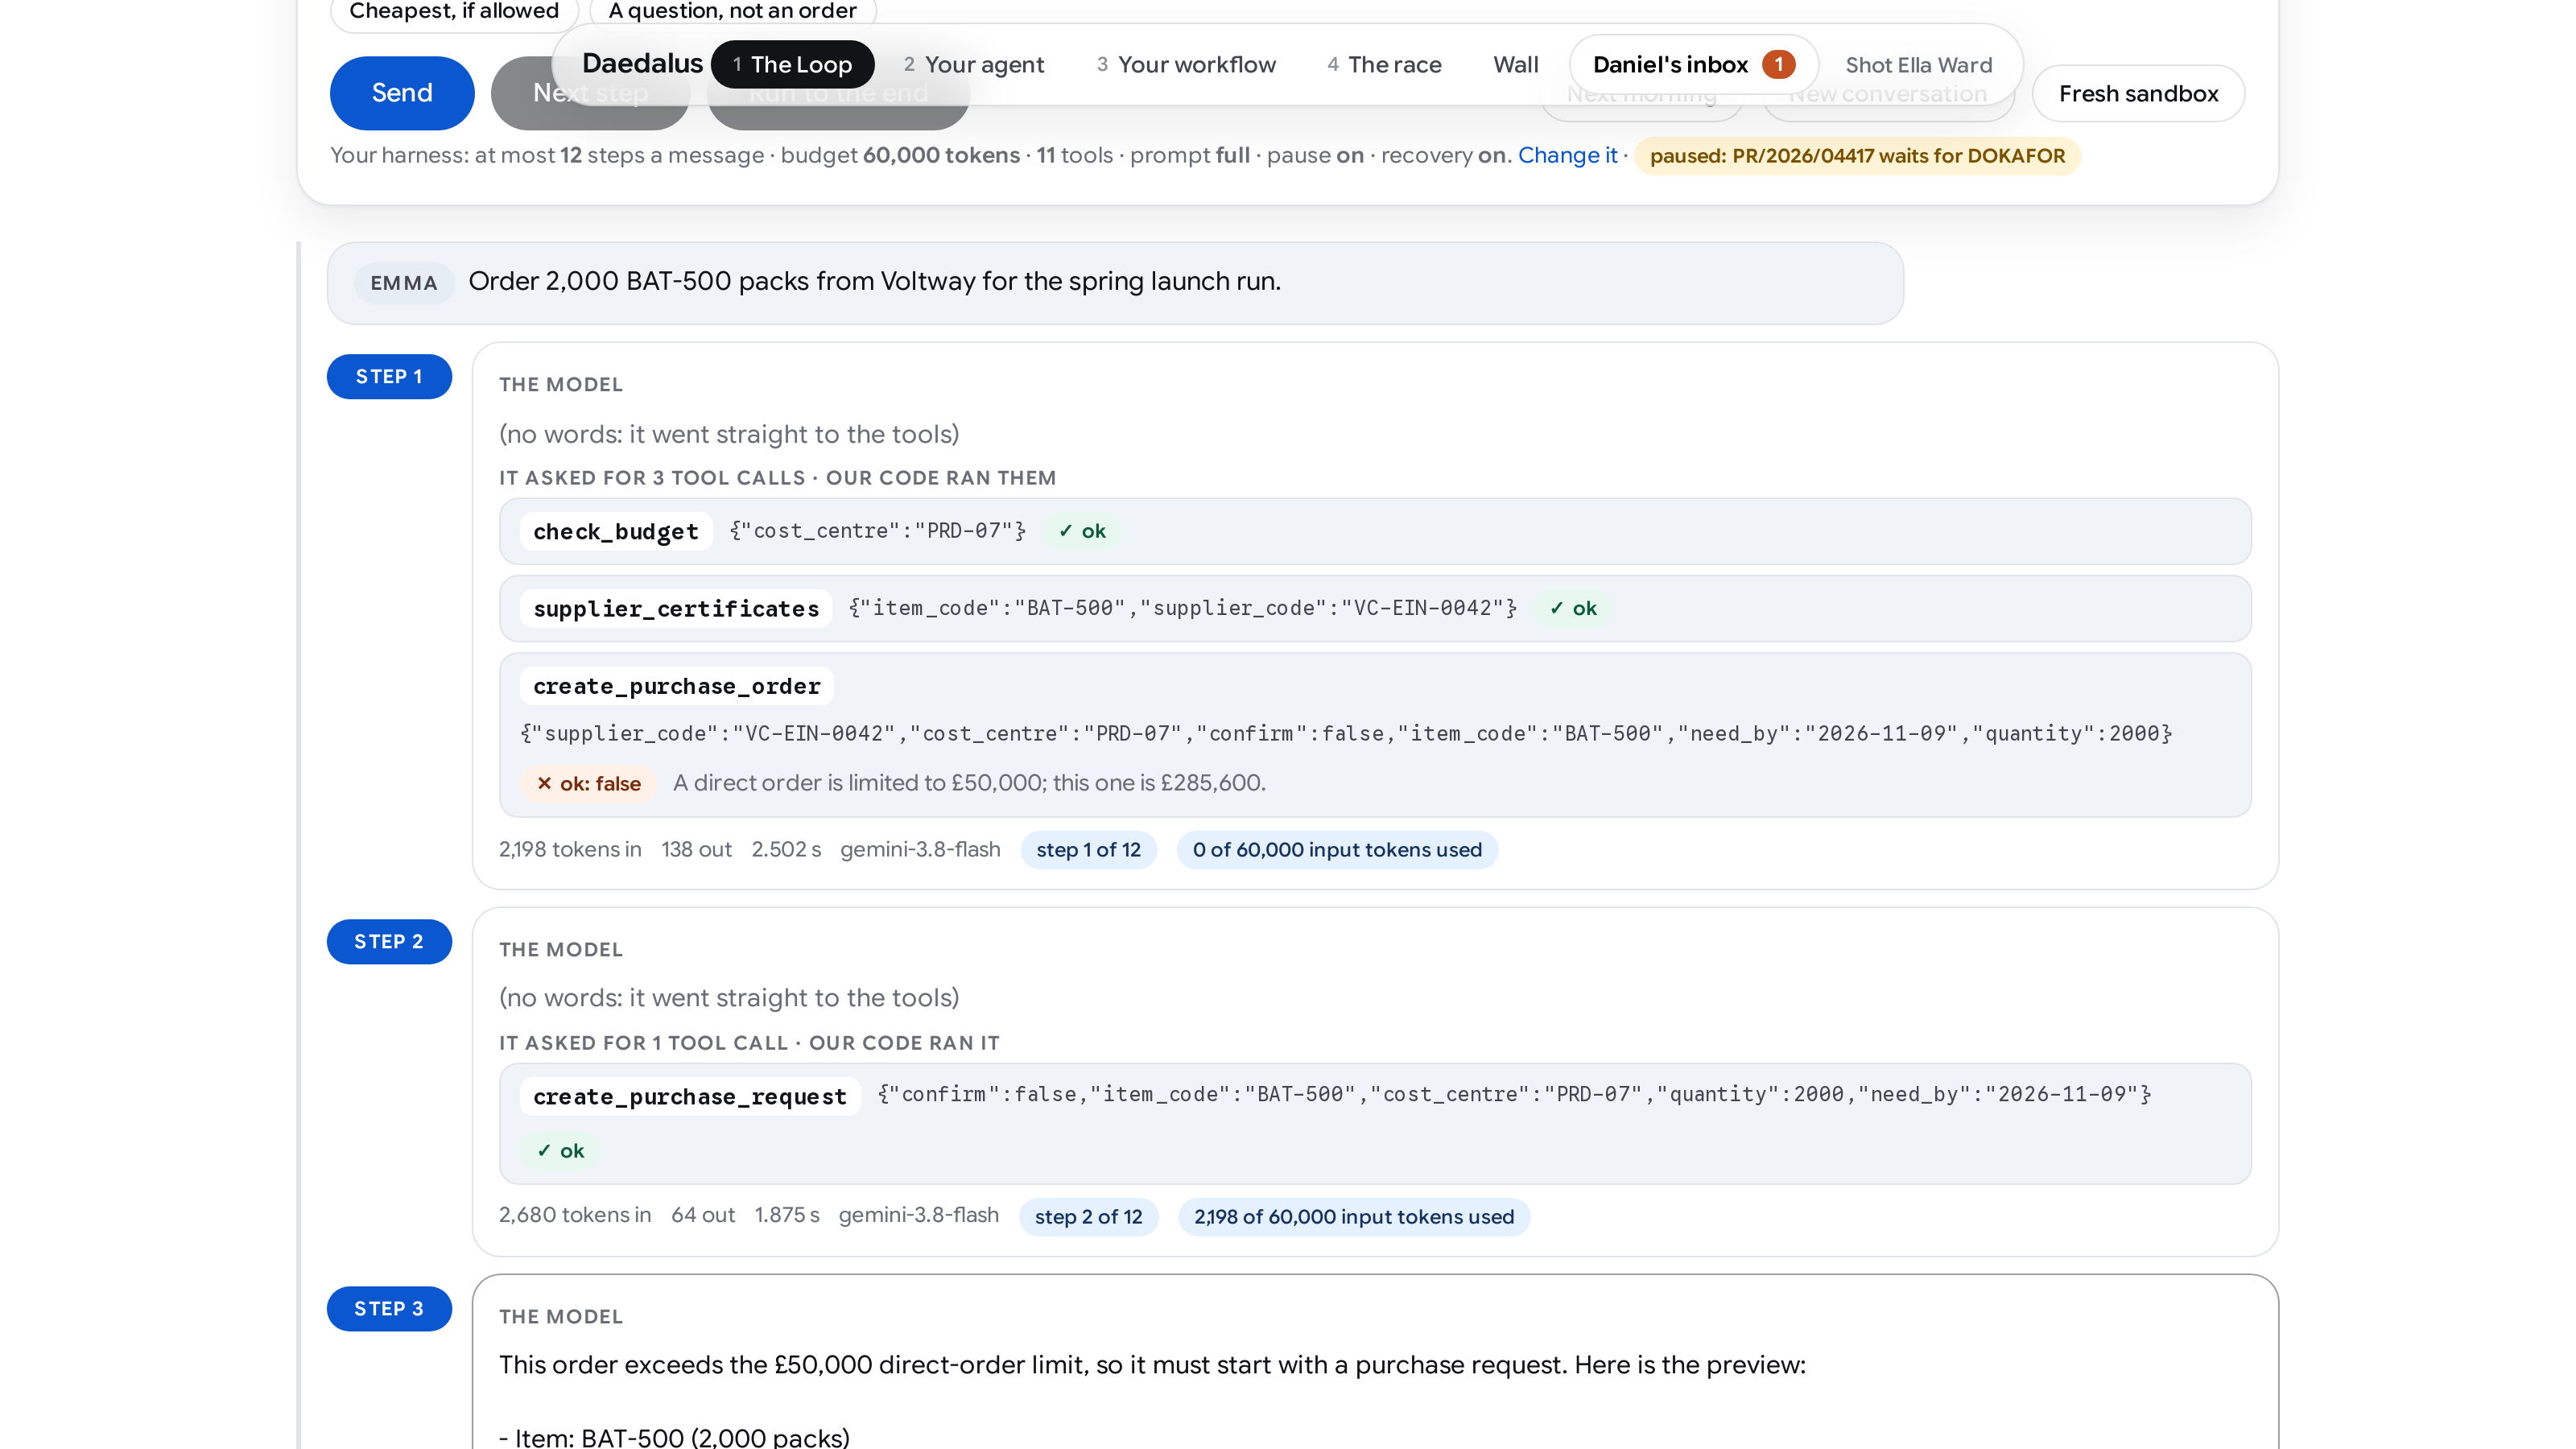 Cheapest, if allowed
A question, not an order
Daedalus
1 The Loop
2 Your agent
3 Your workflow
4 The race
Wall
Daniel's inbox 1
Shot Ella Ward
Send
Next step
Run to the end
Next morning
New conversation
Fresh sandbox
Your harness: at most 12 steps a message · budget 60,000 tokens · 11 tools · prompt full · pause on · recovery on. Change it · paused: PR/2026/04417 waits for DOKAFOR
EMMA Order 2,000 BAT-500 packs from Voltway for the spring launch run.
STEP 1
THE MODEL
(no words: it went straight to the tools)
IT ASKED FOR 3 TOOL CALLS · OUR CODE RAN THEM
check_budget {"cost_centre":"PRD-07"} ✓ ok
supplier_certificates {"item_code":"BAT-500","supplier_code":"VC-EIN-0042"} ✓ ok
create_purchase_order
{"supplier_code":"VC-EIN-0042","cost_centre":"PRD-07","confirm":false,"item_code":"BAT-500","need_by":"2026-11-09","quantity":2000}
✕ ok: false A direct order is limited to £50,000; this one is £285,600.
2,198 tokens in 138 out 2.502 s gemini-3.8-flash step 1 of 12 0 of 60,000 input tokens used
STEP 2
THE MODEL
(no words: it went straight to the tools)
IT ASKED FOR 1 TOOL CALL · OUR CODE RAN IT
create_purchase_request {"confirm":false,"item_code":"BAT-500","cost_centre":"PRD-07","quantity":2000,"need_by":"2026-11-09"}
✓ ok
2,680 tokens in 64 out 1.875 s gemini-3.8-flash step 2 of 12 2,198 of 60,000 input tokens used
STEP 3
THE MODEL
This order exceeds the £50,000 direct-order limit, so it must start with a purchase request. Here is the preview:
- Item: BAT-500 (2,000 packs)